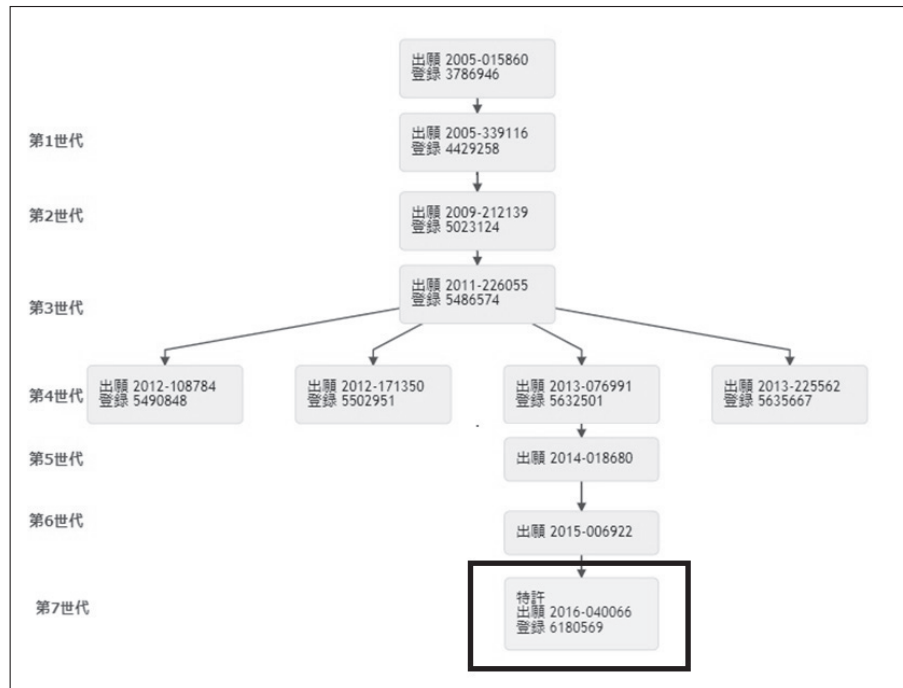 出願 2005-015860
登録 3786946
第1世代
出願 2005-339116
登録 4429258
第2世代
出願 2009-212139
登録 5023124
第3世代
出願 2011-226055
登録 5486574
第4世代
出願 2012-108784
登録 5490848
出願 2012-171350
登録 5502951
出願 2013-076991
登録 5632501
出願 2013-225562
登録 5635667
第5世代
出願 2014-018680
第6世代
出願 2015-006922
第7世代
特許
出願 2016-040066
登録 6180569